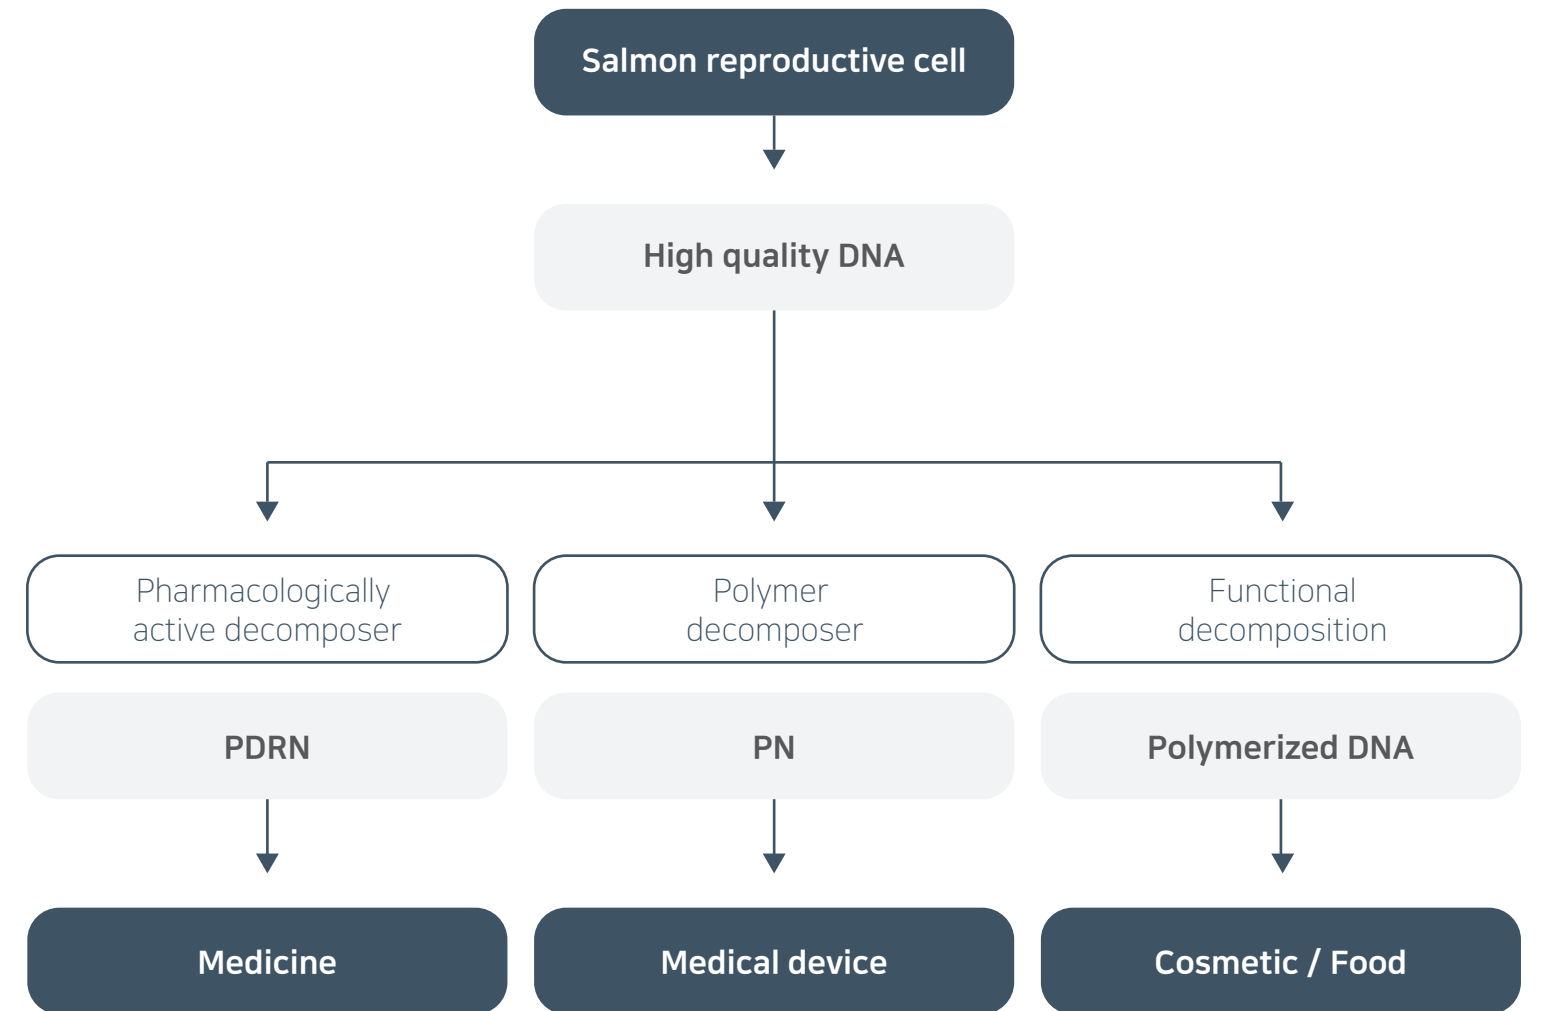 Salmon reproductive cell
High quality DNA
Pharmacologically
active decomposer
Polymer
decomposer
Functional
decomposition
PDRN
PN
Polymerized DNA
Medicine
Medical device
Cosmetic / Food